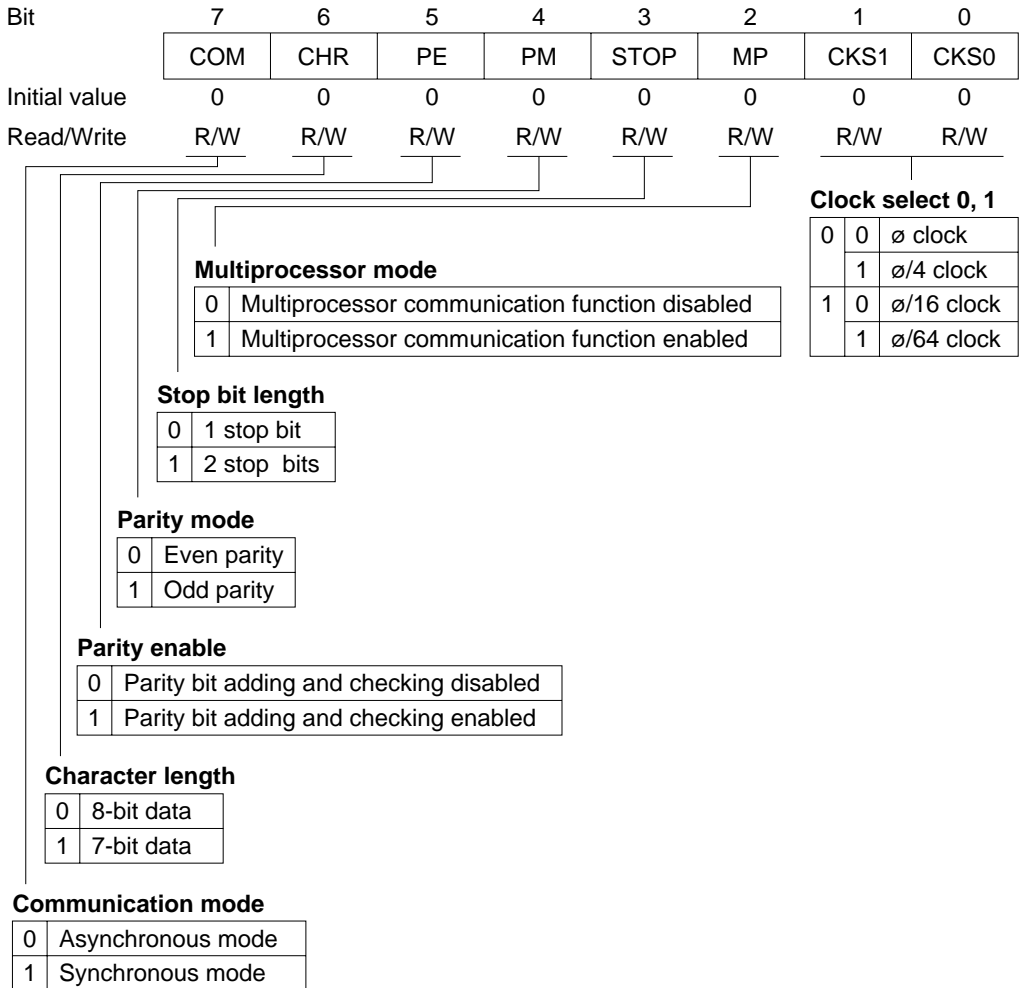 Bit 7 6 5 4 3 2 1 0
COM CHR PE PM STOP MP CKS1 CKS0
Initial value 0 0 0 0 0 0 0 0
Read/Write R/W R/W R/W R/W R/W R/W R/W R/W
Clock select 0, 1
0 0 ø clock
1 ø/4 clock
1 0 ø/16 clock
1 ø/64 clock
Multiprocessor mode
0 Multiprocessor communication function disabled
1 Multiprocessor communication function enabled
Stop bit length
0 1 stop bit
1 2 stop bits
Parity mode
0 Even parity
1 Odd parity
Parity enable
0 Parity bit adding and checking disabled
1 Parity bit adding and checking enabled
Character length
0 8-bit data
1 7-bit data
Communication mode
0 Asynchronous mode
1 Synchronous mode